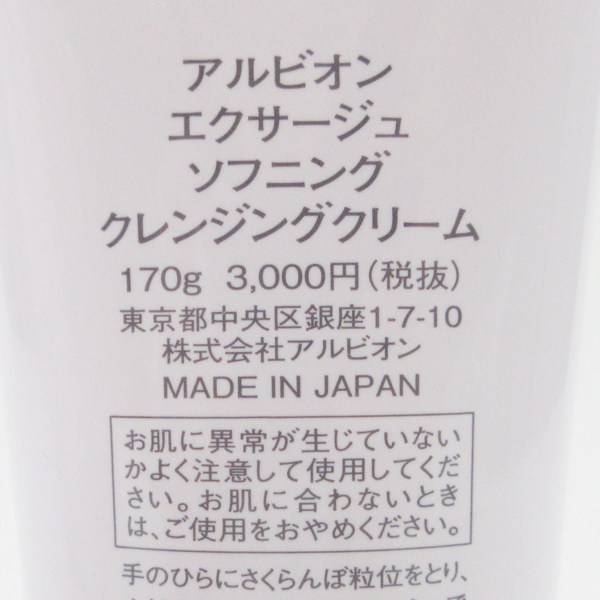 アルビオン
エクサージュ
ソフニング
クレンジングクリーム
170g 3,000円(税抜)
東京都中央区銀座1-7-10
株式会社アルビオン
MADE IN JAPAN
お肌に異常が生じていない
かよく注意して使用してくだ
さい。お肌に合わないとき
は、ご使用をおやめください。
手のひらにさくらんぼ粒位をとり、